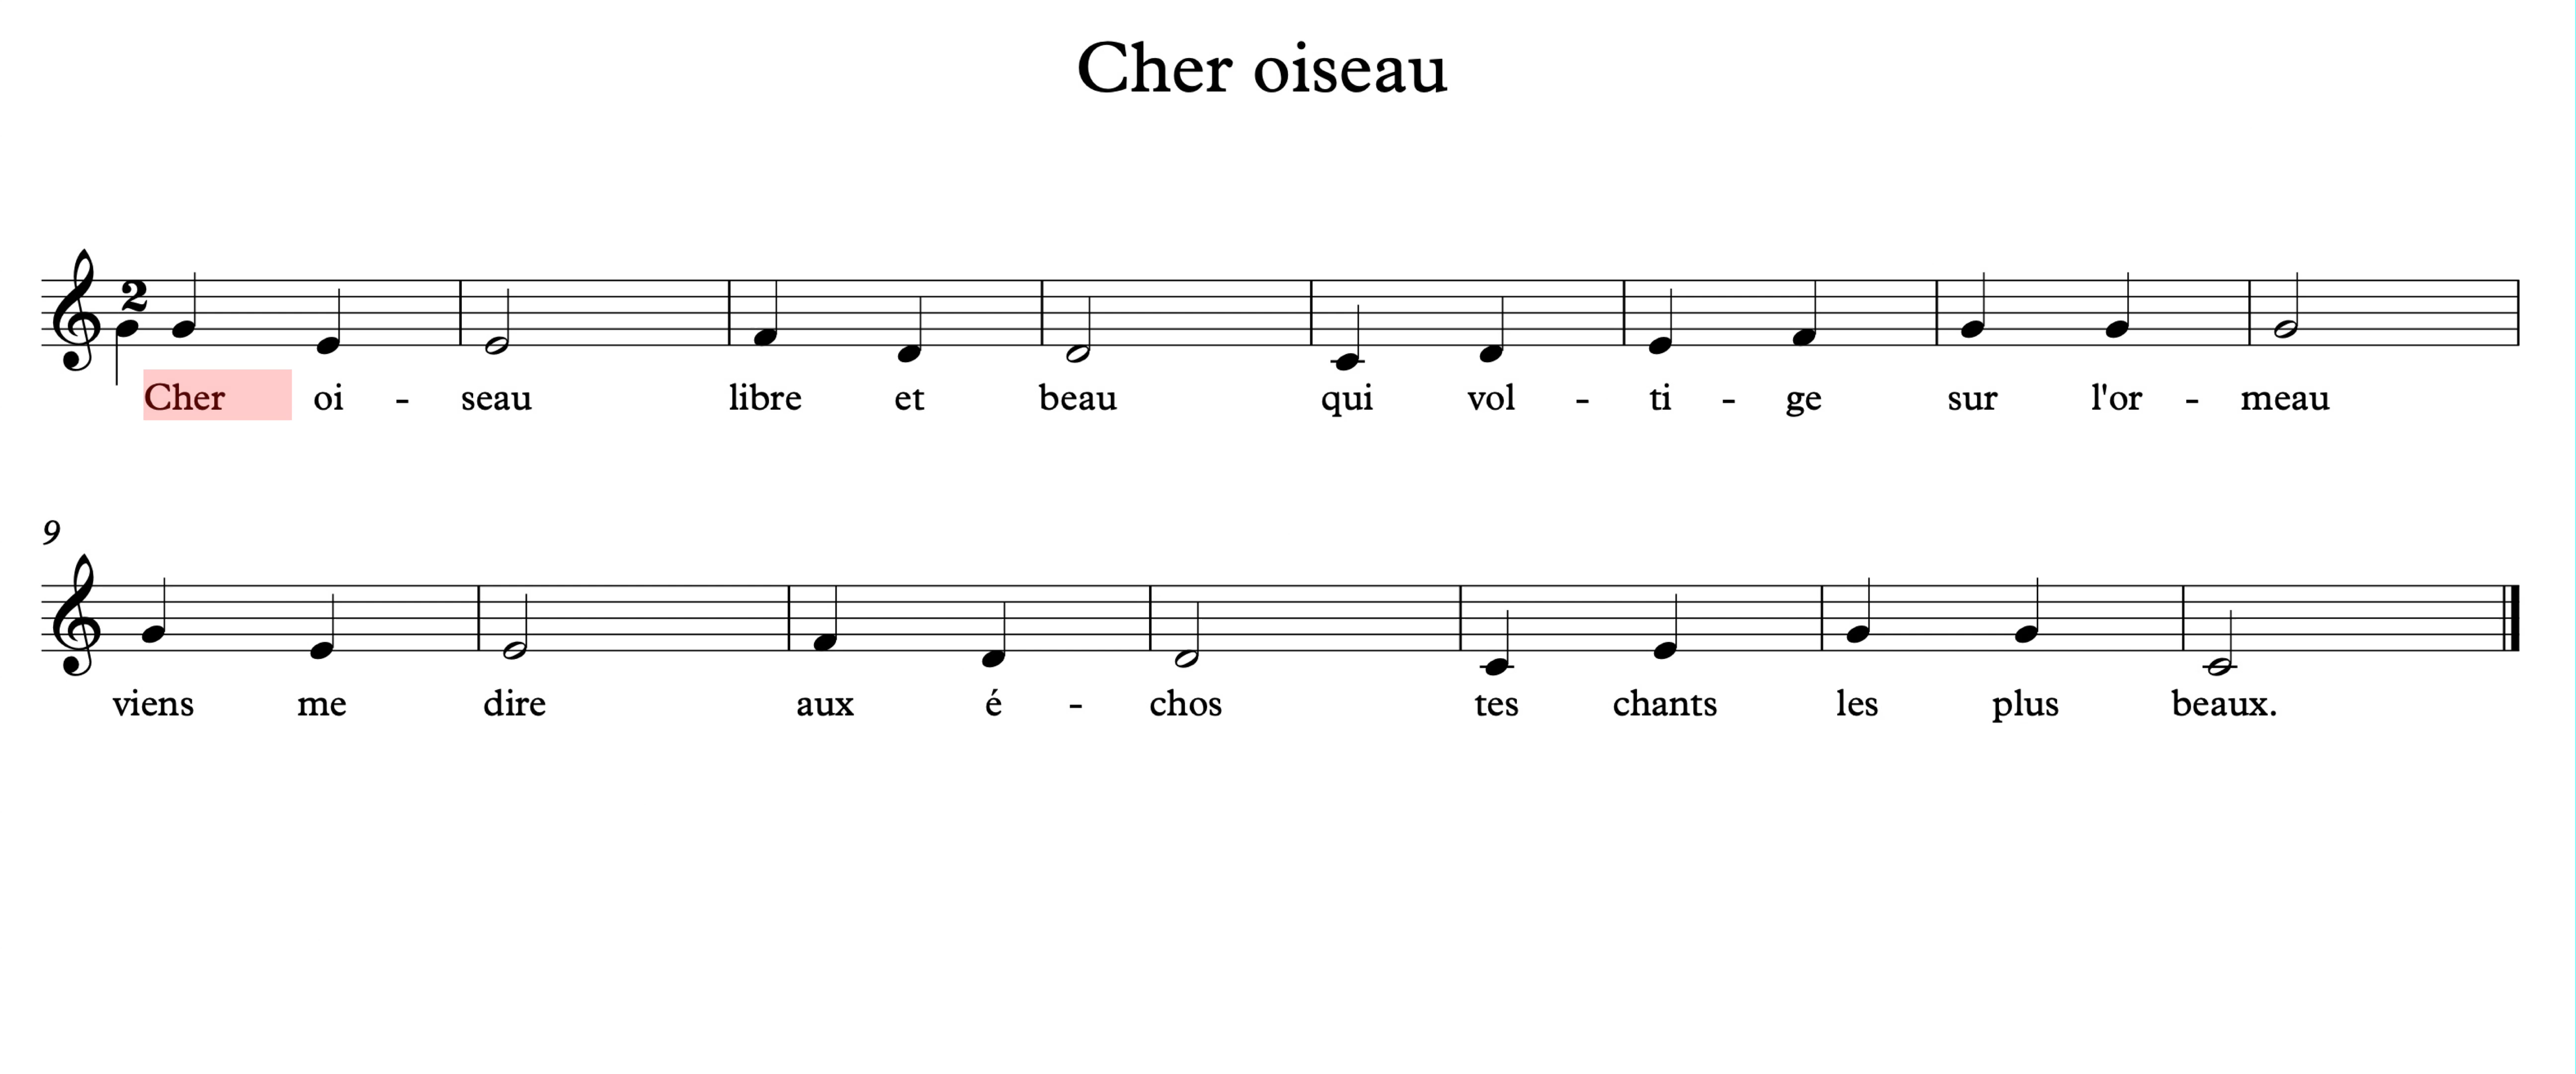 Cher oiseau
2
Cher oi - seau libre et beau qui vol - ti - ge sur l'or - meau
9
viens me dire aux é - chos tes chants les plus beaux.